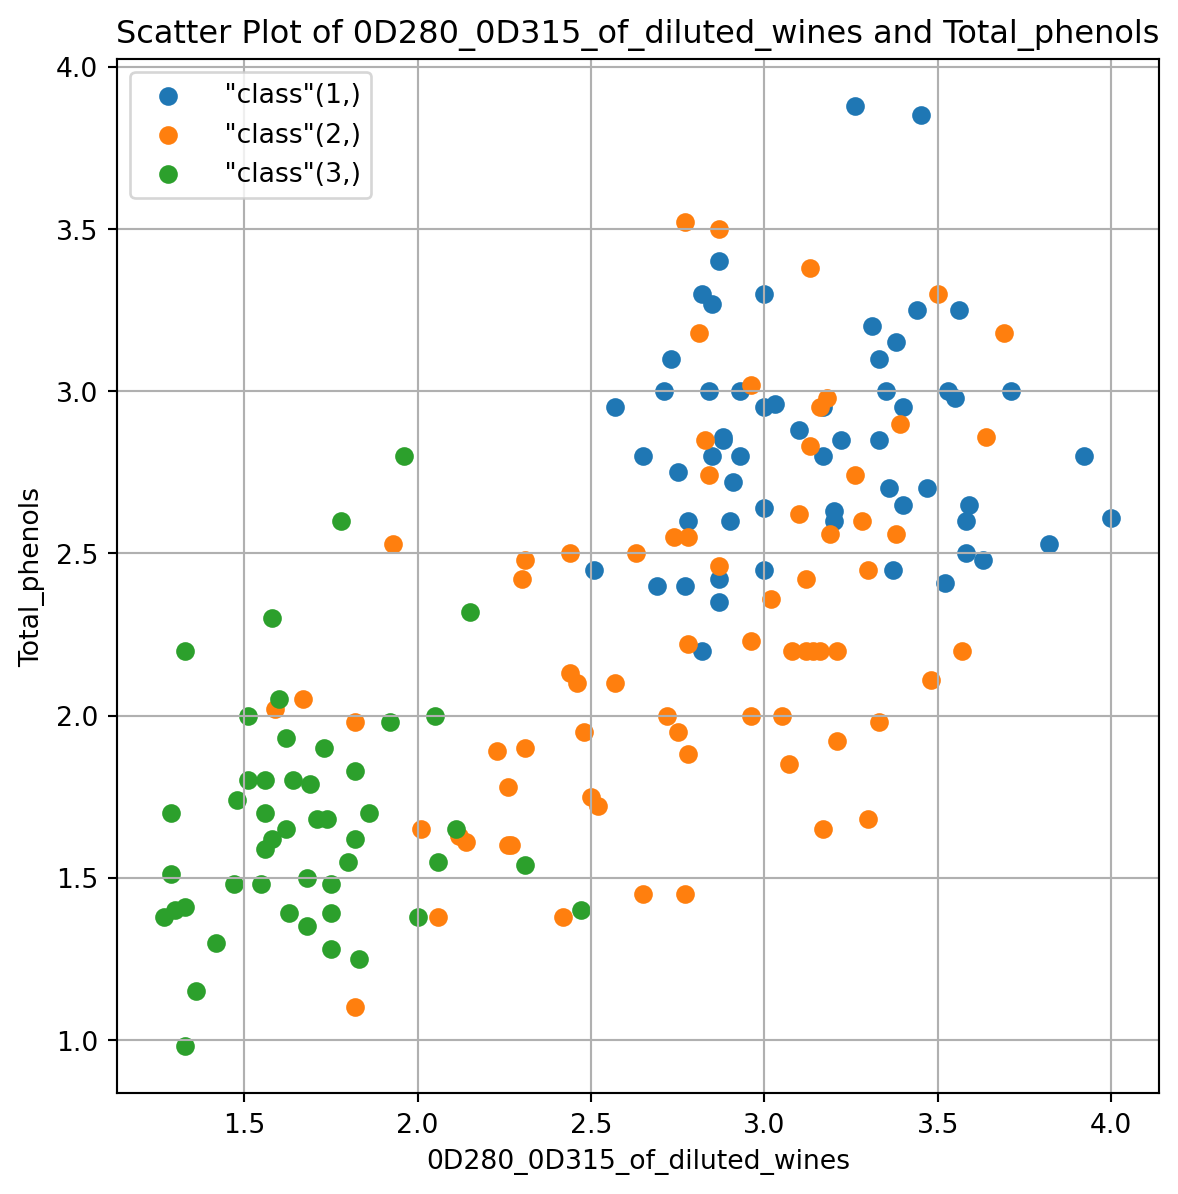 Scatter Plot of 0D280_0D315_of_diluted_wines and Total_phenols
"class"(1,)
"class"(2,)
"class"(3,)
Total_phenols
4.0
3.5
3.0
2.5
2.0
1.5
1.0
1.5 2.0 2.5 3.0 3.5 4.0
0D280_0D315_of_diluted_wines